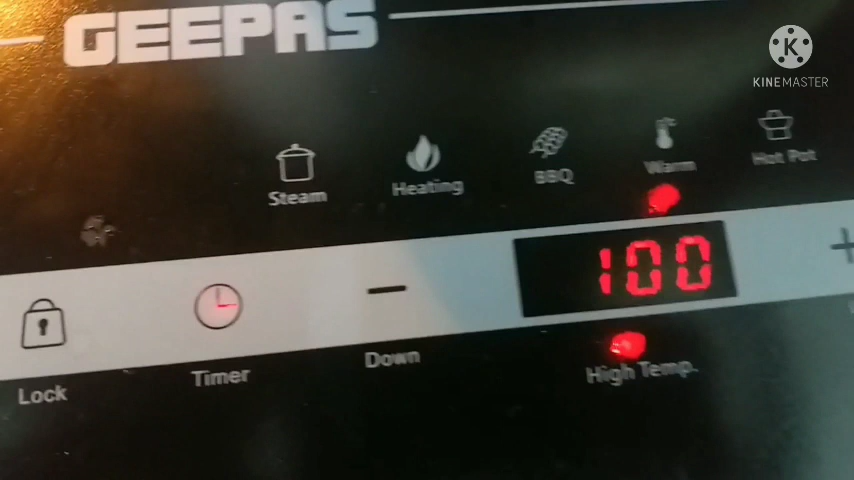 GEEPAS
K
KINEMASTER
Steam
Heating
BBQ
Warm
Hot Pot
100
Lock
Timer
Down
High Temp.